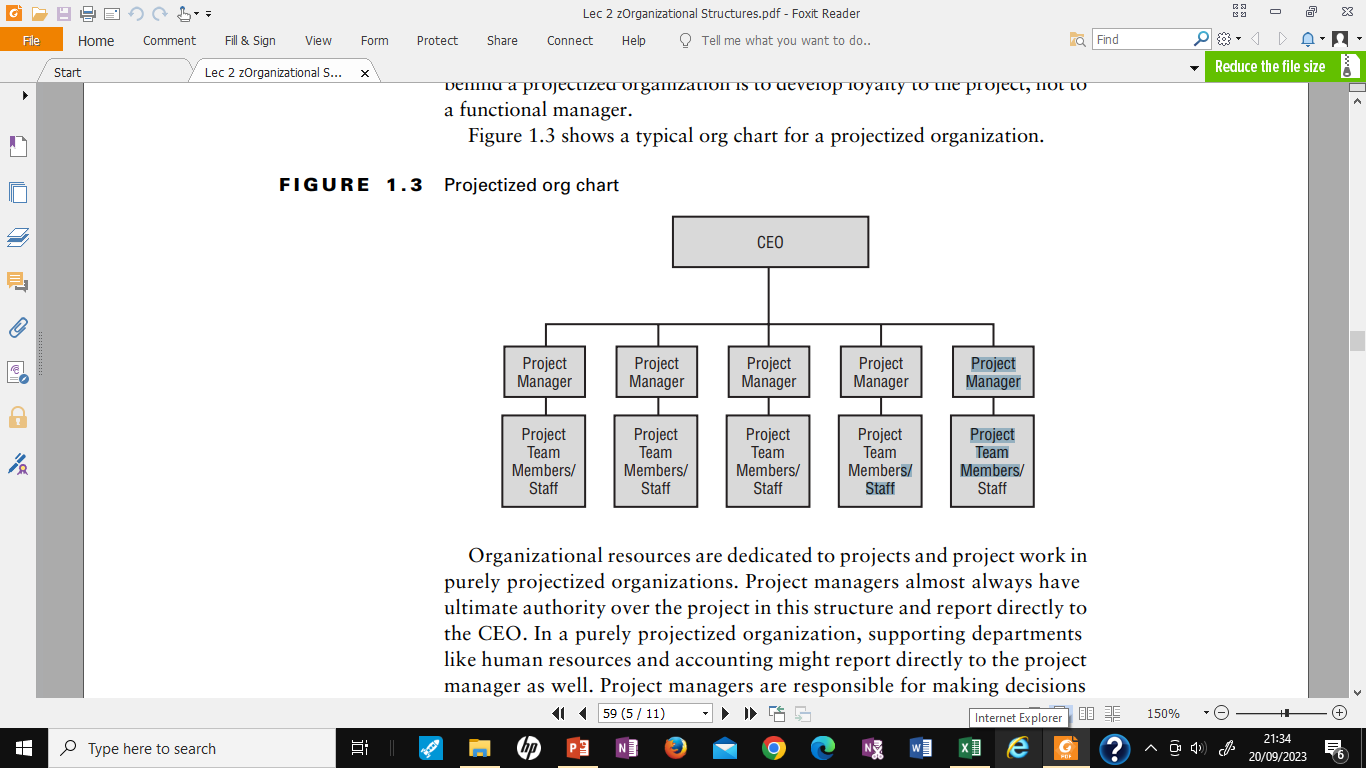 Lec 2 zOrganizational Structures.pdf - Foxit Reader
File Home Comment Fill & Sign View Form Protect Share Connect Help Tell me what you want to do.. Find
Start Lec 2 zOrganizational S... Reduce the file size
behind a projectized organization is to develop loyalty to the project, not to
a functional manager.
Figure 1.3 shows a typical org chart for a projectized organization.
FIGURE 1.3 Projectized org chart
CEO
Project Manager
Project Manager
Project Manager
Project Manager
Project Manager
Project Team Members/ Staff
Project Team Members/ Staff
Project Team Members/ Staff
Project Team Members/ Staff
Project Team Members/ Staff
Organizational resources are dedicated to projects and project work in
purely projectized organizations. Project managers almost always have
ultimate authority over the project in this structure and report directly to
the CEO. In a purely projectized organization, supporting departments
like human resources and accounting might report directly to the project
manager as well. Project managers are responsible for making decisions
59 (5 / 11) 150%
Internet Explorer
Type here to search
21:34
20/09/2023
6